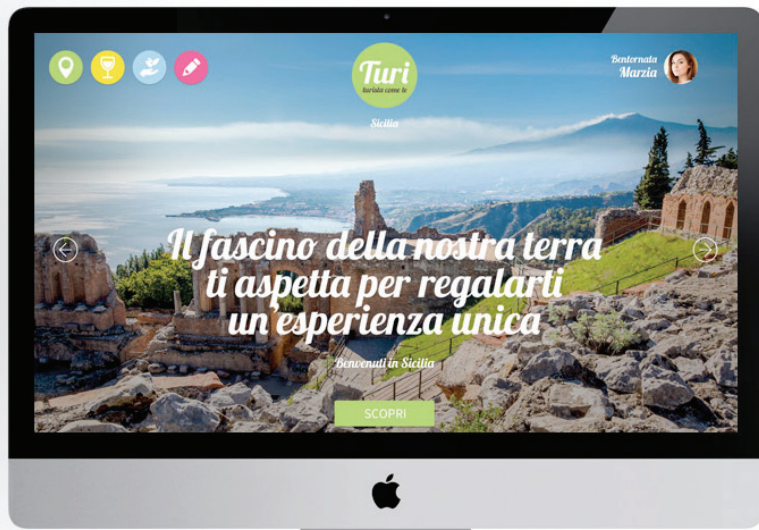 Turi
turista come te
Bentornata
Marzia
Sicilia
Il fascino della nostra terra
ti aspetta per regalarti
un'esperienza unica
Benvenuti in Sicilia
SCOPRI